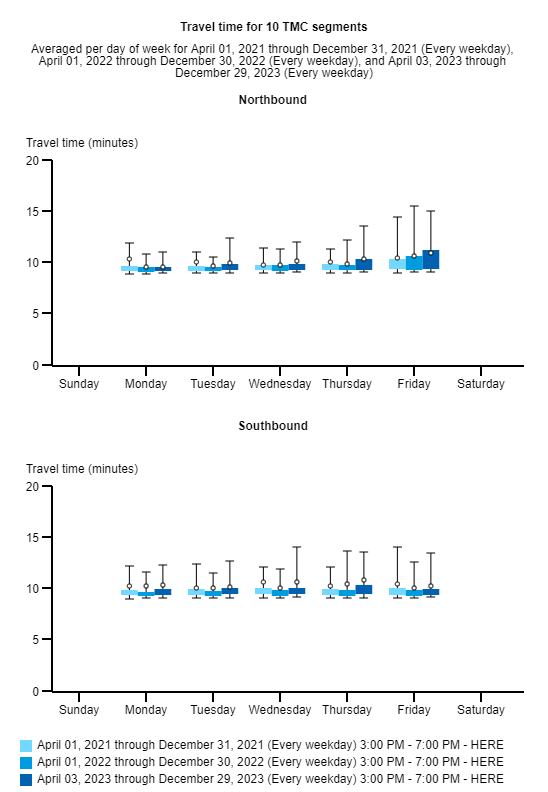 Travel time for 10 TMC segments
Averaged per day of week for April 01, 2021 through December 31, 2021 (Every weekday),
April 01, 2022 through December 30, 2022 (Every weekday), and April 03, 2023 through
December 29, 2023 (Every weekday)
Northbound
Travel time (minutes)
20
15
10
5
0
Sunday Monday Tuesday Wednesday Thursday Friday Saturday
Southbound
Travel time (minutes)
20
15
10
5
0
Sunday Monday Tuesday Wednesday Thursday Friday Saturday
April 01, 2021 through December 31, 2021 (Every weekday) 3:00 PM - 7:00 PM - HERE
April 01, 2022 through December 30, 2022 (Every weekday) 3:00 PM - 7:00 PM - HERE
April 03, 2023 through December 29, 2023 (Every weekday) 3:00 PM - 7:00 PM - HERE